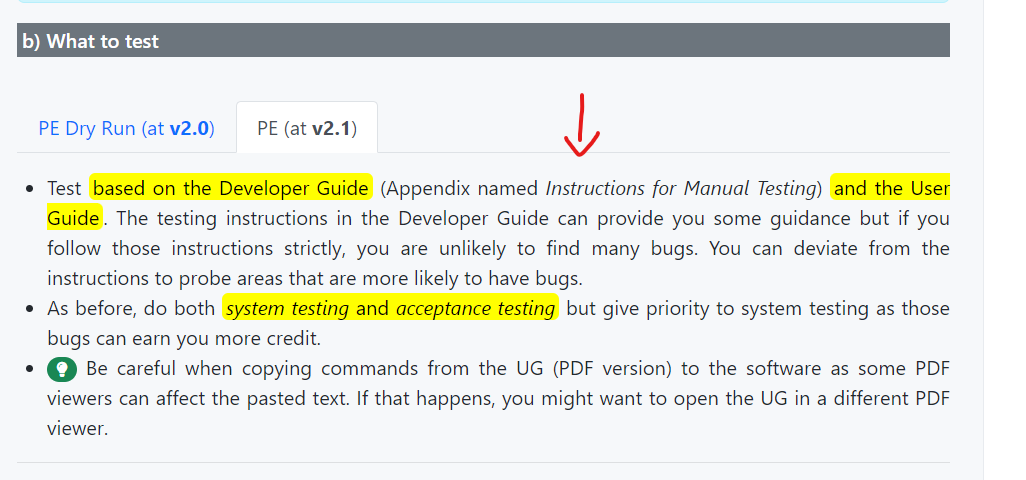 b) What to test
PE Dry Run (at v2.0) PE (at v2.1)
Test based on the Developer Guide (Appendix named Instructions for Manual Testing) and the User
Guide. The testing instructions in the Developer Guide can provide you some guidance but if you
follow those instructions strictly, you are unlikely to find many bugs. You can deviate from the
instructions to probe areas that are more likely to have bugs.
As before, do both system testing and acceptance testing but give priority to system testing as those
bugs can earn you more credit.
Be careful when copying commands from the UG (PDF version) to the software as some PDF
viewers can affect the pasted text. If that happens, you might want to open the UG in a different PDF
viewer.